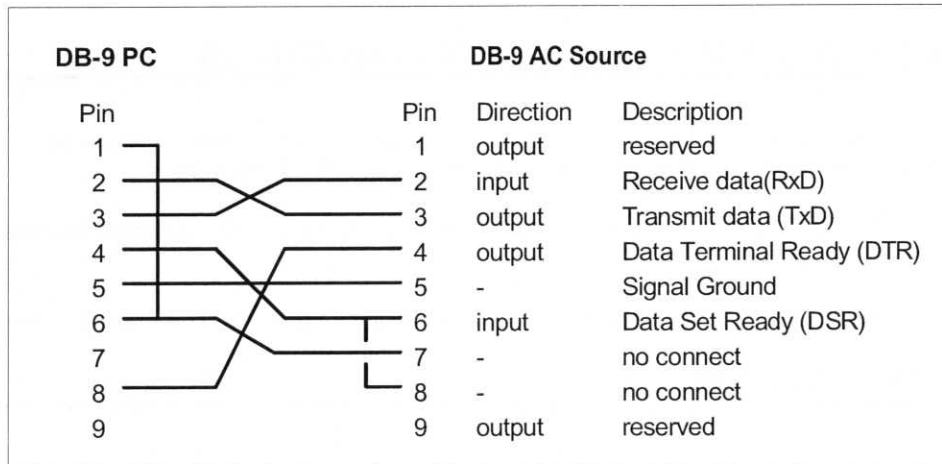 DB-9 PC DB-9 AC Source
Pin Pin Direction Description
1 1 output reserved
2 2 input Receive data(RxD)
3 3 output Transmit data (TxD)
4 4 output Data Terminal Ready (DTR)
5 5 - Signal Ground
6 6 input Data Set Ready (DSR)
7 7 - no connect
8 8 - no connect
9 9 output reserved